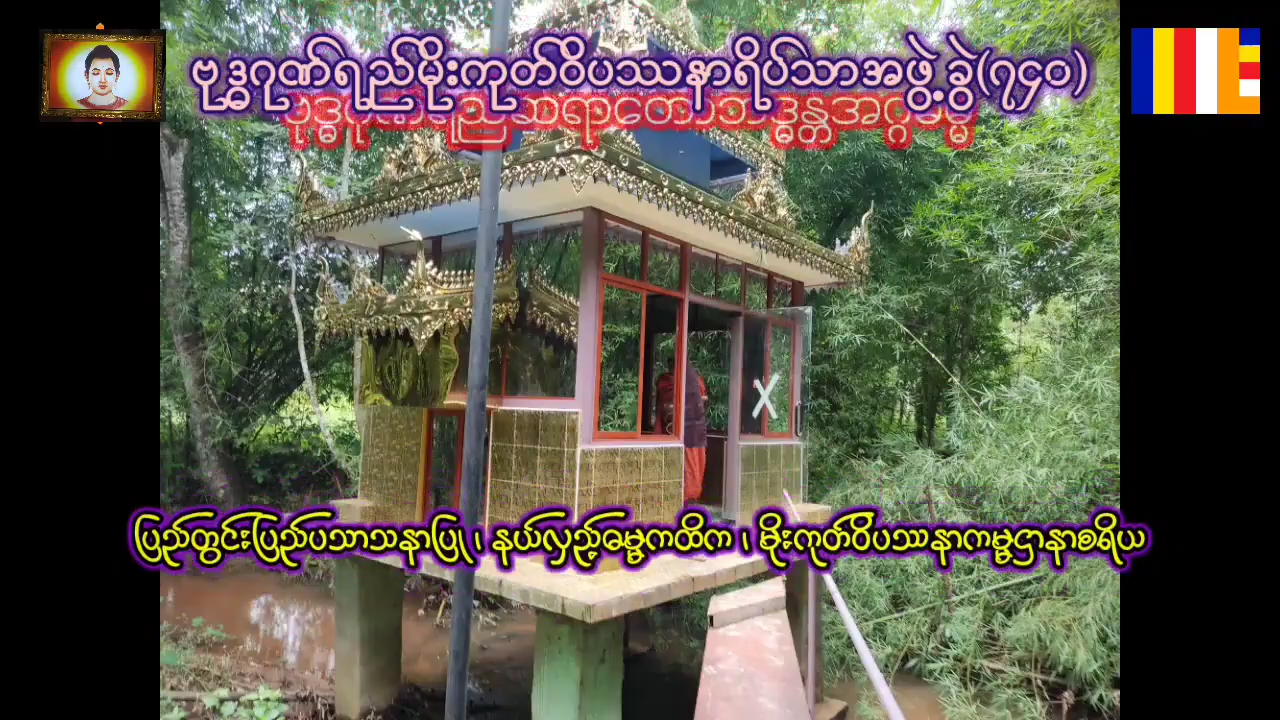 ဗုဒ္ဓဂုဏ်ရည်မိုးကုတ်ဝိပဿနာရိပ်သာအဖွဲ့ခွဲ(၇၄၀)
ပြည်တွင်းပြည်ပသာသနာပြု ၊ နယ်လှည့်ဓမ္မကထိက ၊ မိုးကုတ်ဝိပဿနာကမ္မဋ္ဌာနာစရိယ